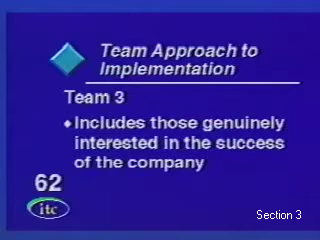 Team Approach to
Implementation
Team 3
Includes those genuinely
interested in the success
of the company
62
itc
Section 3